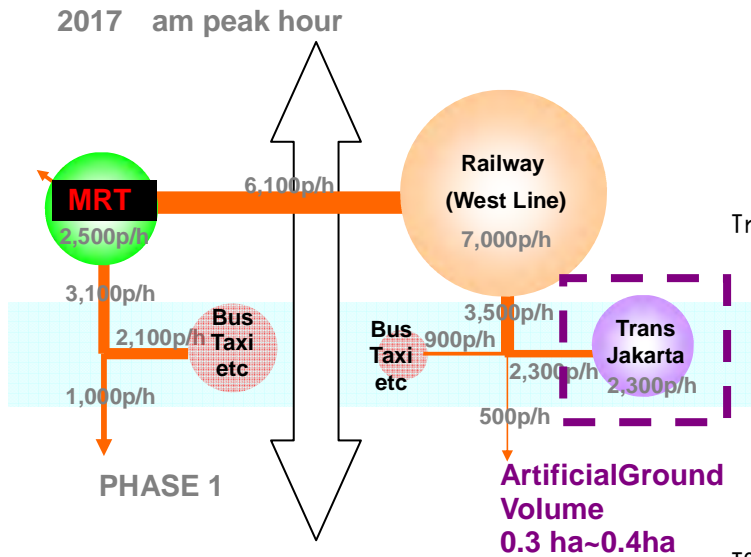 2017 am peak hour
MRT
2,500p/h
6,100p/h
Railway
(West Line)
7,000p/h
3,100p/h
2,100p/h
Bus
Taxi
etc
1,000p/h
PHASE 1
3,500p/h
900p/h
Bus
Taxi
etc
2,300p/h
Trans
Jakarta
2,300p/h
500p/h
ArtificialGround
Volume
0.3 ha~0.4ha
Tr